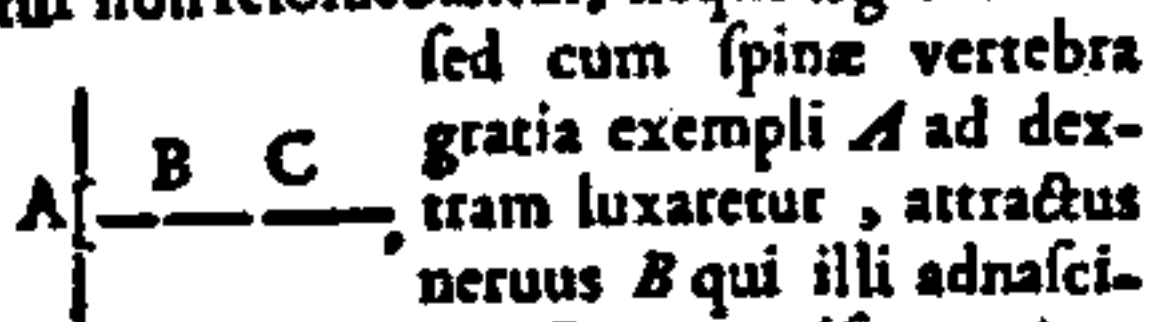 ſed cum ſpinæ vertebra
gratia exempli A ad dex-
tram luxaretur , attractus
neruus B qui illi adnaſci-
A B C